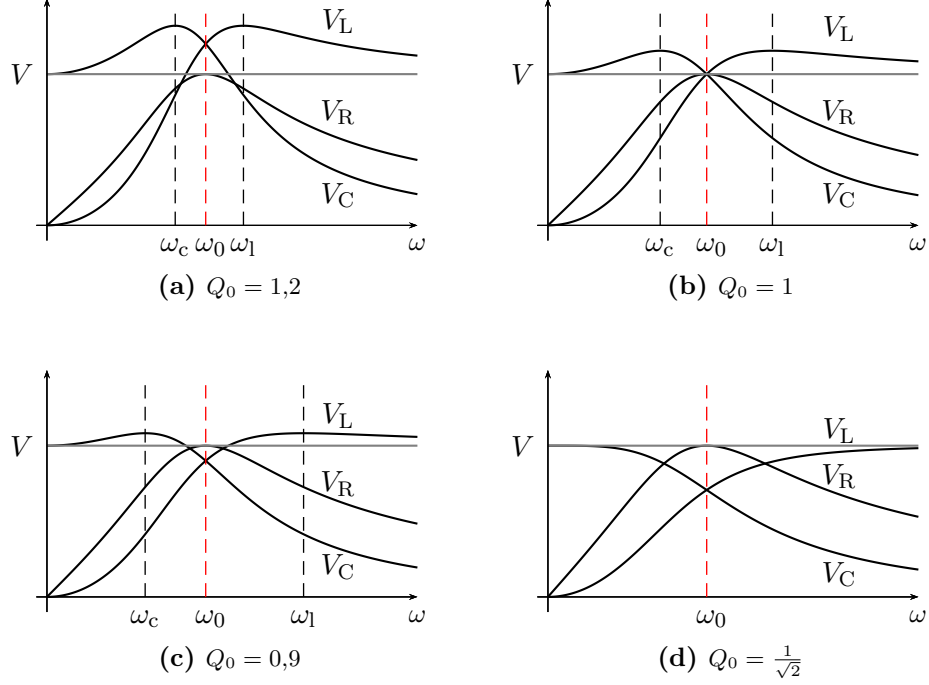 V
V_L
V_R
V_C
ω_c ω_0 ω_l ω
(a) Q_0 = 1,2
V
V_L
V_R
V_C
ω_c ω_0 ω_l ω
(b) Q_0 = 1
V
V_L
V_R
V_C
ω_c ω_0 ω_l ω
(c) Q_0 = 0,9
V
V_L
V_R
V_C
ω_0 ω
(d) Q_0 = 1/√2